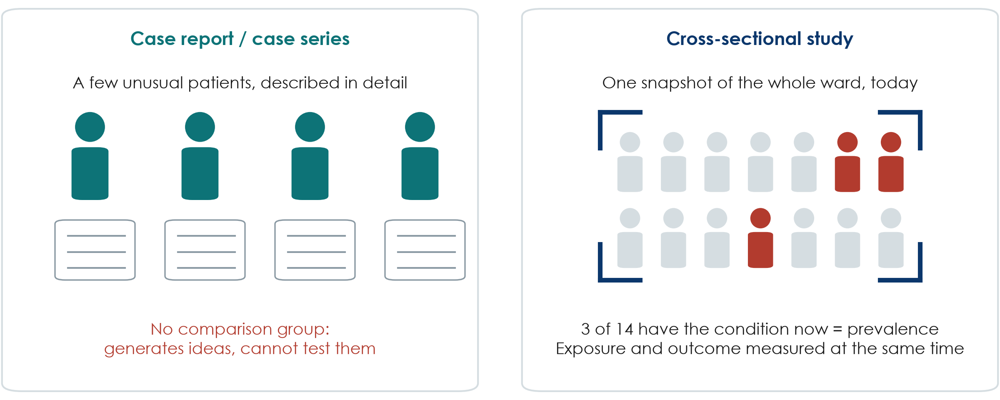 Case report / case series
A few unusual patients, described in detail
No comparison group:
generates ideas, cannot test them
Cross-sectional study
One snapshot of the whole ward, today
3 of 14 have the condition now = prevalence
Exposure and outcome measured at the same time